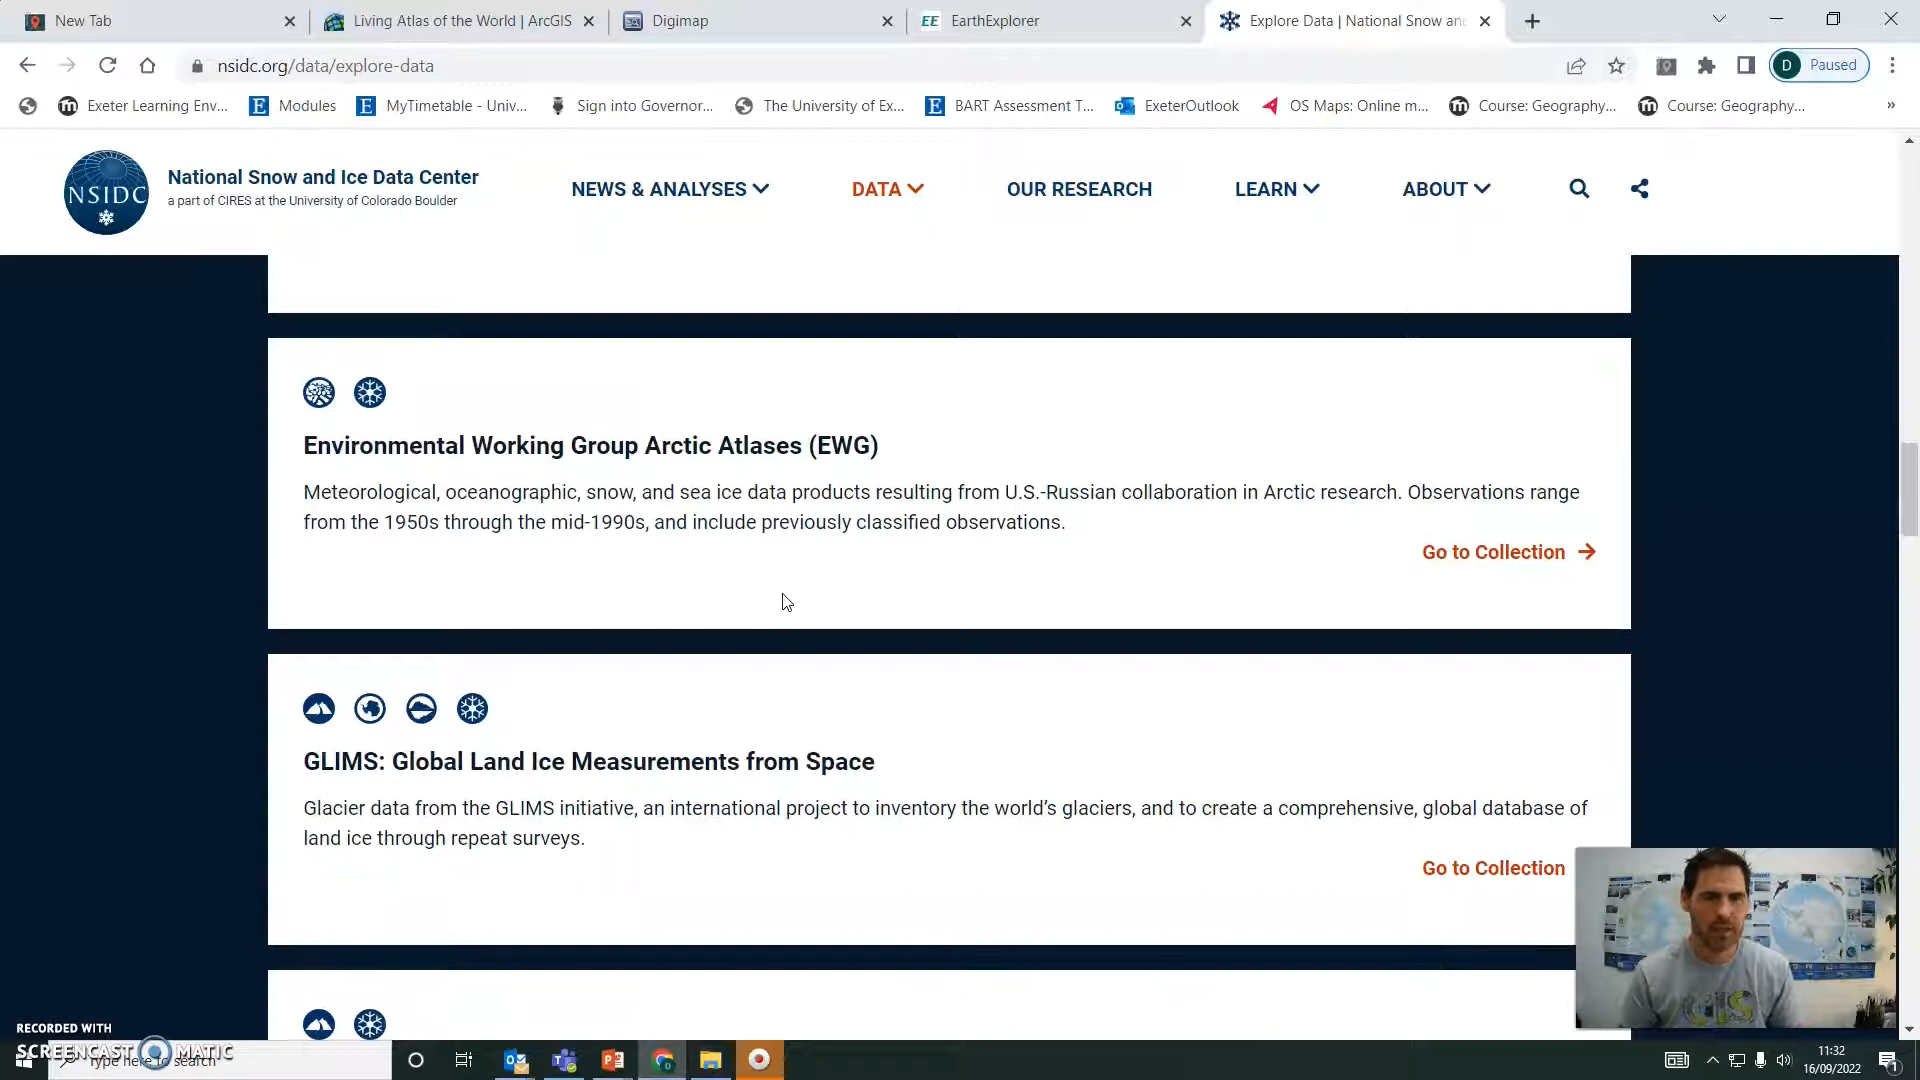 New Tab
Living Atlas of the World | ArcGIS
Digimap
EE EarthExplorer
Explore Data | National Snow an
nsidc.org/data/explore-data
D Paused
Exeter Learning Env...
Modules
MyTimetable - Univ...
Sign into Governor...
The University of Ex...
BART Assessment T...
ExeterOutlook
OS Maps: Online m...
Course: Geography...
Course: Geography...
NSIDC
National Snow and Ice Data Center
a part of CIRES at the University of Colorado Boulder
NEWS & ANALYSES
DATA
OUR RESEARCH
LEARN
ABOUT
Environmental Working Group Arctic Atlases (EWG)
Meteorological, oceanographic, snow, and sea ice data products resulting from U.S.-Russian collaboration in Arctic research. Observations range
from the 1950s through the mid-1990s, and include previously classified observations.
Go to Collection
GLIMS: Global Land Ice Measurements from Space
Glacier data from the GLIMS initiative, an international project to inventory the world's glaciers, and to create a comprehensive, global database of
land ice through repeat surveys.
Go to Collection
RECORDED WITH
SCREENCAST MATIC
Type here to search
11:32
16/09/2022